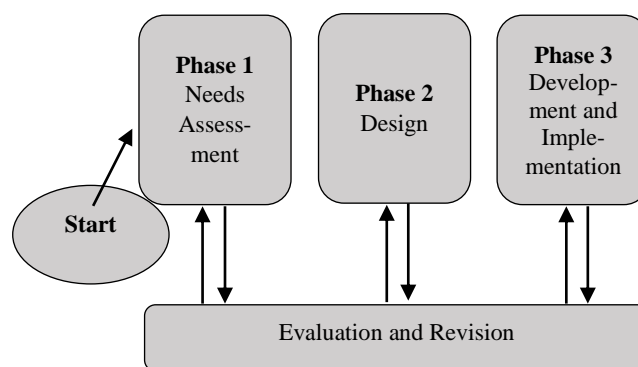 Phase 1
Needs
Assess-
ment
Phase 2
Design
Phase 3
Develop-
ment and
Imple-
mentation
Start
Evaluation and Revision